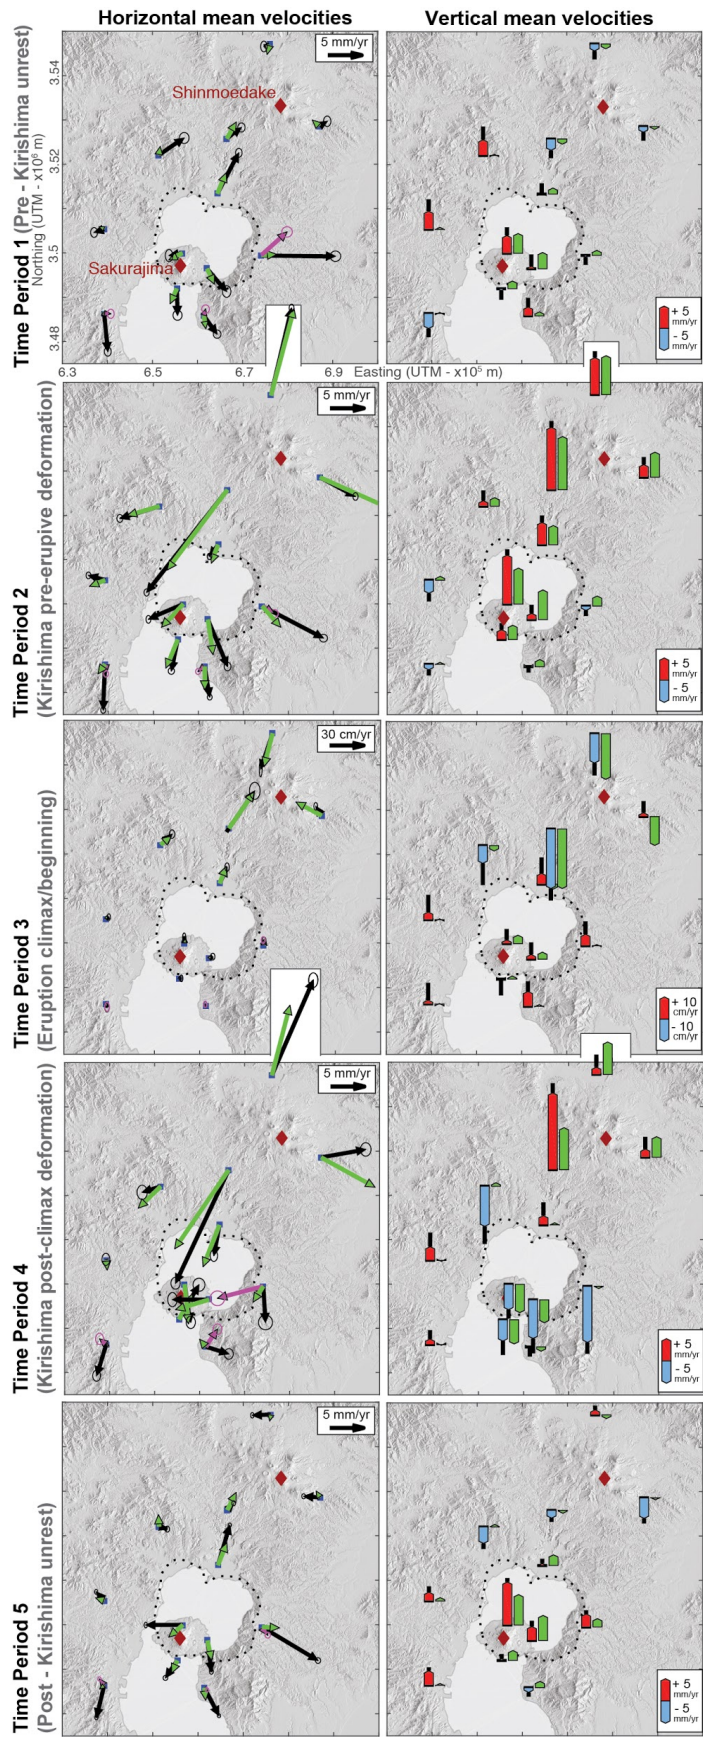 Horizontal mean velocities
Vertical mean velocities
Time Period 1 (Pre - Kirishima unrest)
Northing (UTM - x10⁶ m)
3.54
3.52
3.5
3.48
5 mm/yr
Shinmoedake
Sakurajima
+ 5
mm/yr
- 5
mm/yr
6.3
6.5
6.7
6.9
Easting (UTM - x10⁵ m)
Time Period 2
(Kirishima pre-erupive deformation)
5 mm/yr
+ 5
mm/yr
- 5
mm/yr
Time Period 3
(Eruption climax/beginning)
30 cm/yr
+ 10
cm/yr
- 10
cm/yr
Time Period 4
(Kirishima post-climax deformation)
5 mm/yr
+ 5
mm/yr
- 5
mm/yr
Time Period 5
(Post - Kirishima unrest)
5 mm/yr
+ 5
mm/yr
- 5
mm/yr